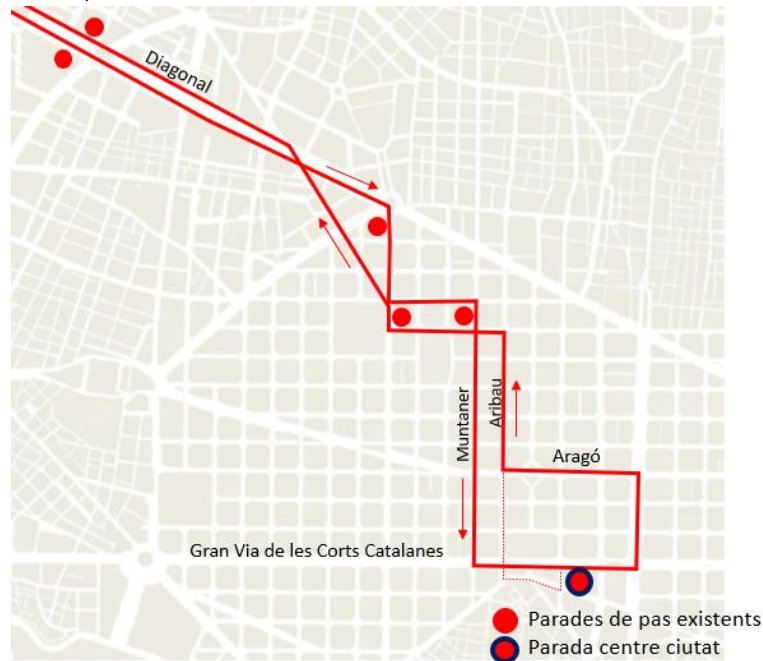 Diagonal
Muntaner
Aribau
Aragó
Gran Via de les Corts Catalanes
Parades de pas existents
Parada centre ciutat